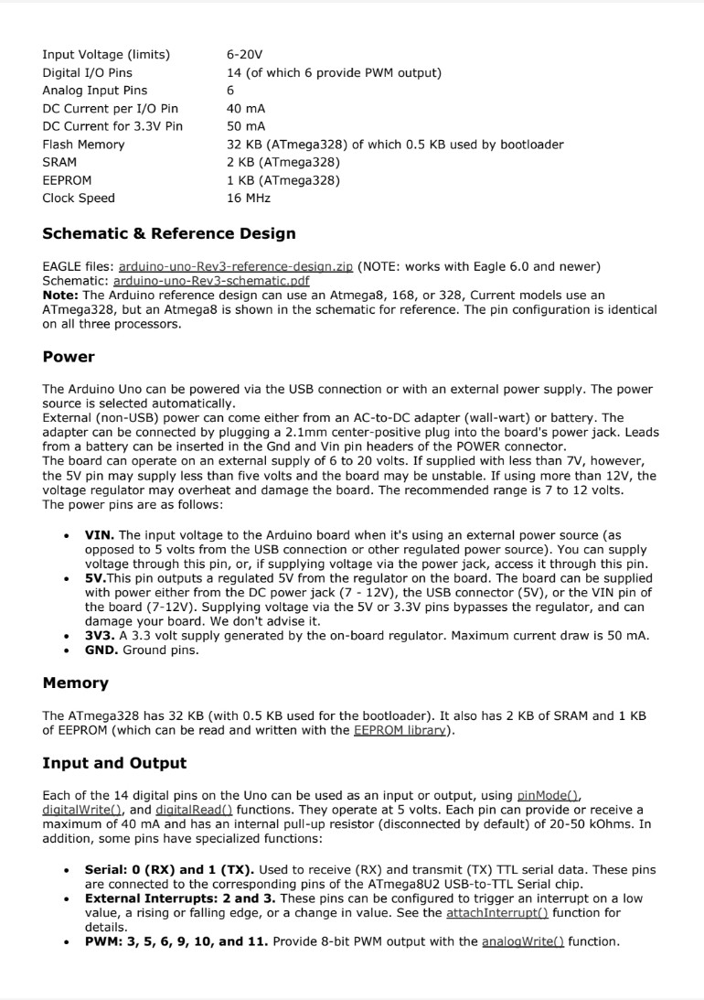 Input Voltage (limits) 6-20V
Digital I/O Pins 14 (of which 6 provide PWM output)
Analog Input Pins 6
DC Current per I/O Pin 40 mA
DC Current for 3.3V Pin 50 mA
Flash Memory 32 KB (ATmega328) of which 0.5 KB used by bootloader
SRAM 2 KB (ATmega328)
EEPROM 1 KB (ATmega328)
Clock Speed 16 MHz
Schematic & Reference Design
EAGLE files: arduino-uno-Rev3-reference-design.zip (NOTE: works with Eagle 6.0 and newer)
Schematic: arduino-uno-Rev3-schematic.pdf
Note: The Arduino reference design can use an Atmega8, 168, or 328, Current models use an
ATmega328, but an Atmega8 is shown in the schematic for reference. The pin configuration is identical
on all three processors.
Power
The Arduino Uno can be powered via the USB connection or with an external power supply. The power
source is selected automatically.
External (non-USB) power can come either from an AC-to-DC adapter (wall-wart) or battery. The
adapter can be connected by plugging a 2.1mm center-positive plug into the board's power jack. Leads
from a battery can be inserted in the Gnd and Vin pin headers of the POWER connector.
The board can operate on an external supply of 6 to 20 volts. If supplied with less than 7V, however,
the 5V pin may supply less than five volts and the board may be unstable. If using more than 12V, the
voltage regulator may overheat and damage the board. The recommended range is 7 to 12 volts.
The power pins are as follows:
• VIN. The input voltage to the Arduino board when it's using an external power source (as
opposed to 5 volts from the USB connection or other regulated power source). You can supply
voltage through this pin, or, if supplying voltage via the power jack, access it through this pin.
• 5V.This pin outputs a regulated 5V from the regulator on the board. The board can be supplied
with power either from the DC power jack (7 - 12V), the USB connector (5V), or the VIN pin of
the board (7-12V). Supplying voltage via the 5V or 3.3V pins bypasses the regulator, and can
damage your board. We don't advise it.
• 3V3. A 3.3 volt supply generated by the on-board regulator. Maximum current draw is 50 mA.
• GND. Ground pins.
Memory
The ATmega328 has 32 KB (with 0.5 KB used for the bootloader). It also has 2 KB of SRAM and 1 KB
of EEPROM (which can be read and written with the EEPROM library).
Input and Output
Each of the 14 digital pins on the Uno can be used as an input or output, using pinMode(),
digitalWrite(), and digitalRead() functions. They operate at 5 volts. Each pin can provide or receive a
maximum of 40 mA and has an internal pull-up resistor (disconnected by default) of 20-50 kOhms. In
addition, some pins have specialized functions:
• Serial: 0 (RX) and 1 (TX). Used to receive (RX) and transmit (TX) TTL serial data. These pins
are connected to the corresponding pins of the ATmega8U2 USB-to-TTL Serial chip.
• External Interrupts: 2 and 3. These pins can be configured to trigger an interrupt on a low
value, a rising or falling edge, or a change in value. See the attachInterrupt() function for
details.
• PWM: 3, 5, 6, 9, 10, and 11. Provide 8-bit PWM output with the analogWrite() function.